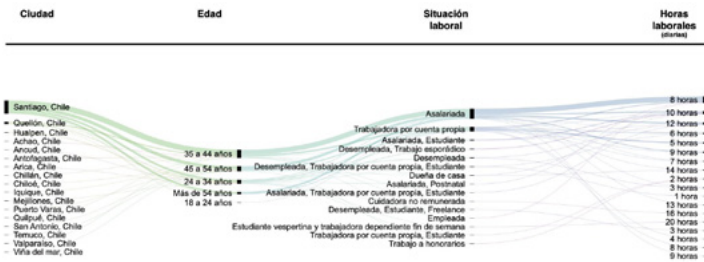 Ciudad
Edad
Situación
laboral
Horas
laborales
(diarias)
Santiago, Chile
Quellón, Chile
Hualpen, Chile
Achao, Chile
Ancud, Chile
Antofagasta, Chile
Arica, Chile
Chillán, Chile
Chiloé, Chile
Iquique, Chile
Mejillones, Chile
Puerto Varas, Chile
Quilpué, Chile
San Antonio, Chile
Temuco, Chile
Valparaíso, Chile
Viña del mar, Chile
35 a 44 años
45 a 54 años
24 a 34 años
Más de 54 años
18 a 24 años
Asalariada
Trabajadora por cuenta propia
Asalariada, Estudiante
Desempleada, Trabajo esporádico
Desempleada
Desempleada, Trabajadora por cuenta propia, Estudiante
Dueña de casa
Asalariada, Postnatal
Asalariada, Trabajadora por cuenta propia, Estudiante
Cuidadora no remunerada
Desempleada, Estudiante, Freelance
Empleada
Estudiante vespertina y trabajadora dependiente fin de semana
Trabajadora por cuenta propia, Estudiante
Trabajo a honorarios
8 horas
10 horas
12 horas
6 horas
5 horas
9 horas
7 horas
14 horas
2 horas
3 horas
1 hora
13 horas
18 horas
20 horas
3 horas
4 horas
8 horas
9 horas